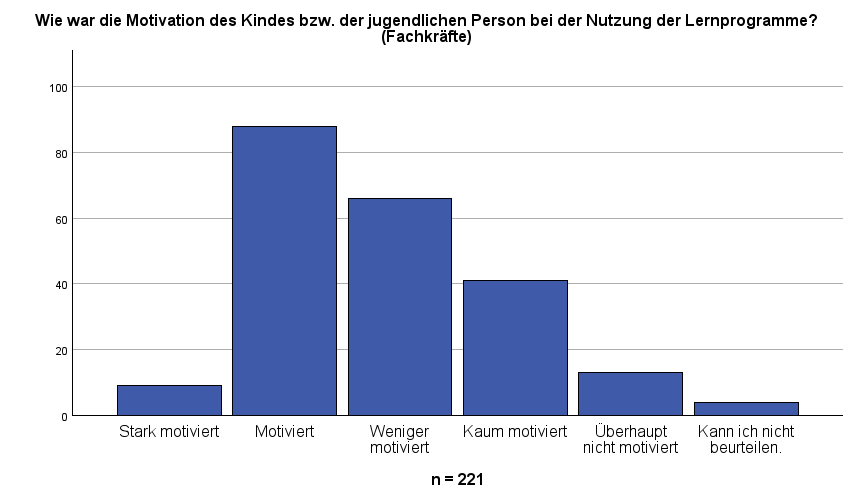 Wie war die Motivation des Kindes bzw. der jugendlichen Person bei der Nutzung der Lernprogramme?
(Fachkräfte)
100
80
60
40
20
0
Stark motiviert
Motiviert
Weniger
motiviert
Kaum motiviert
Überhaupt
nicht motiviert
Kann ich nicht
beurteilen.
n = 221